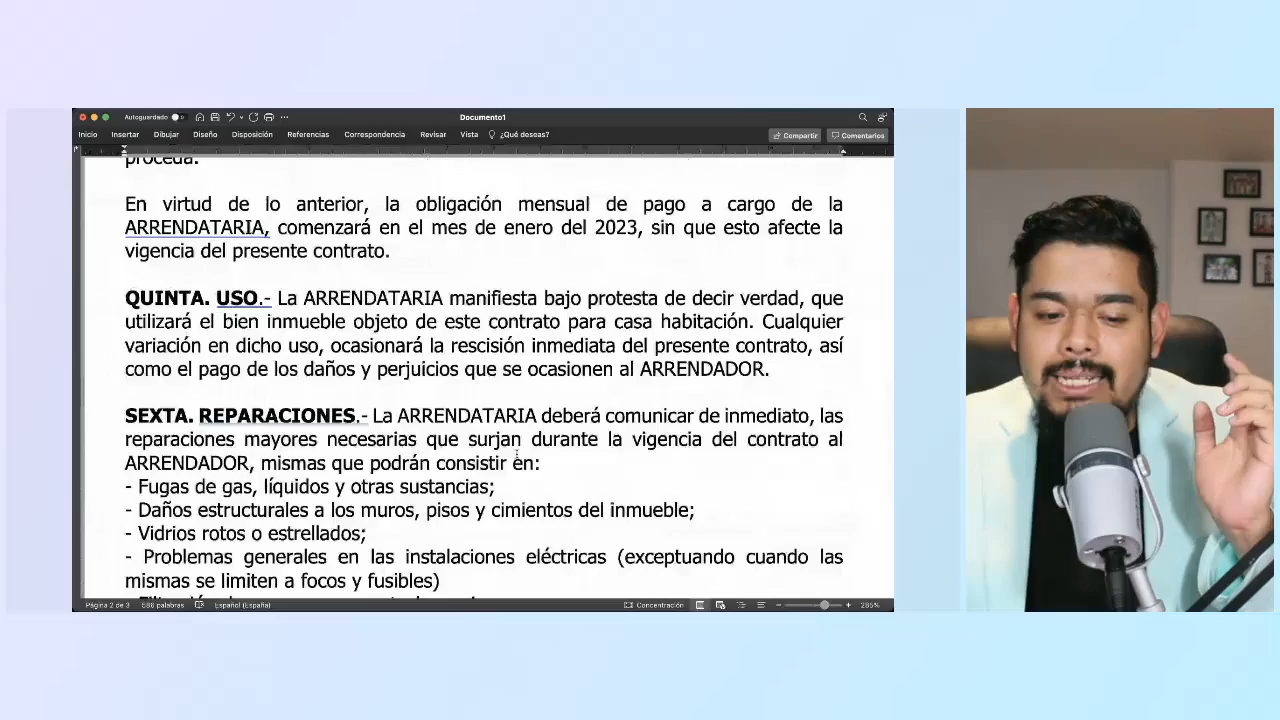 Autoguardado
Documento1
Inicio Insertar Dibujar Diseño Disposición Referencias Correspondencia Revisar Vista ¿Qué deseas? Compartir Comentarios
proceda.
En virtud de lo anterior, la obligación mensual de pago a cargo de la
ARRENDATARIA, comenzará en el mes de enero del 2023, sin que esto afecte la
vigencia del presente contrato.
QUINTA. USO.- La ARRENDATARIA manifiesta bajo protesta de decir verdad, que
utilizará el bien inmueble objeto de este contrato para casa habitación. Cualquier
variación en dicho uso, ocasionará la rescisión inmediata del presente contrato, así
como el pago de los daños y perjuicios que se ocasionen al ARRENDADOR.
SEXTA. REPARACIONES.- La ARRENDATARIA deberá comunicar de inmediato, las
reparaciones mayores necesarias que surjan durante la vigencia del contrato al
ARRENDADOR, mismas que podrán consistir en:
- Fugas de gas, líquidos y otras sustancias;
- Daños estructurales a los muros, pisos y cimientos del inmueble;
- Vidrios rotos o estrellados;
- Problemas generales en las instalaciones eléctricas (exceptuando cuando las
mismas se limiten a focos y fusibles)
Página 2 de 3 586 palabras Español (España) Concentración 285%